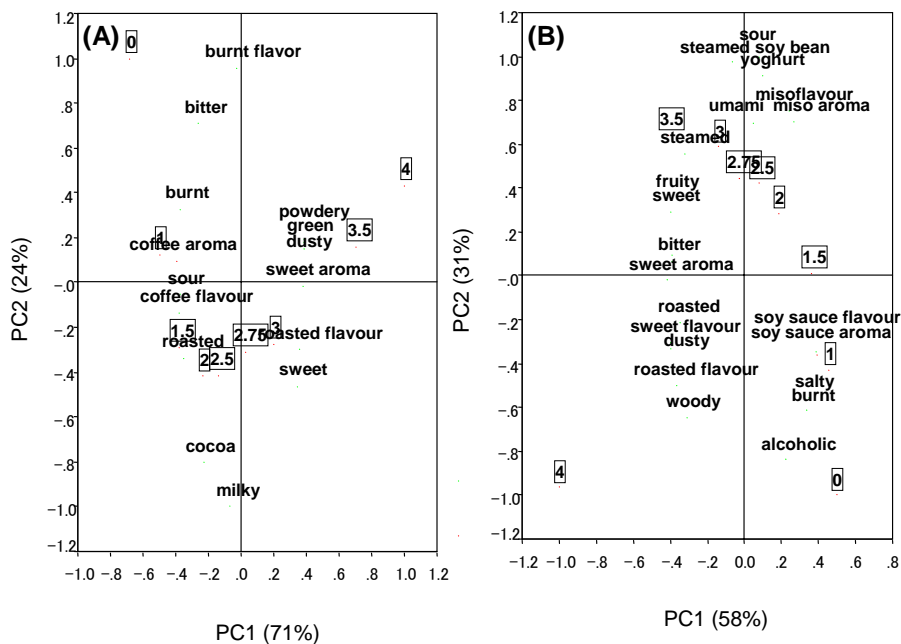 (A)
1.2
1.0
.8
.6
.4
.2
-.0
-.2
-.4
-.6
-.8
-1.0
-1.2
PC2 (24%)
0
burnt flavor
bitter
4
burnt
powdery
green
dusty
3.5
1
coffee aroma
sweet aroma
sour
coffee flavour
1.5
roasted
2.75
3
roasted flavour
2
2.5
sweet
cocoa
milky
-1.0 -.8 -.6 -.4 -.2 .0 .2 .4 .6 .8 1.0 1.2
PC1 (71%)
(B)
1.2
1.0
.8
.6
.4
.2
-.0
-.2
-.4
-.6
-.8
-1.0
-1.2
PC2 (31%)
sour
steamed soy bean
yoghurt
misoflavour
umami miso aroma
3.5
3
steamed
2.75
2.5
fruity
sweet
2
bitter
sweet aroma
1.5
roasted
sweet flavour
dusty
soy sauce flavour
soy sauce aroma
1
roasted flavour
salty
burnt
woody
alcoholic
4
0
-1.2 -1.0 -.8 -.6 -.4 -.2 .0 .2 .4 .6 .8
PC1 (58%)